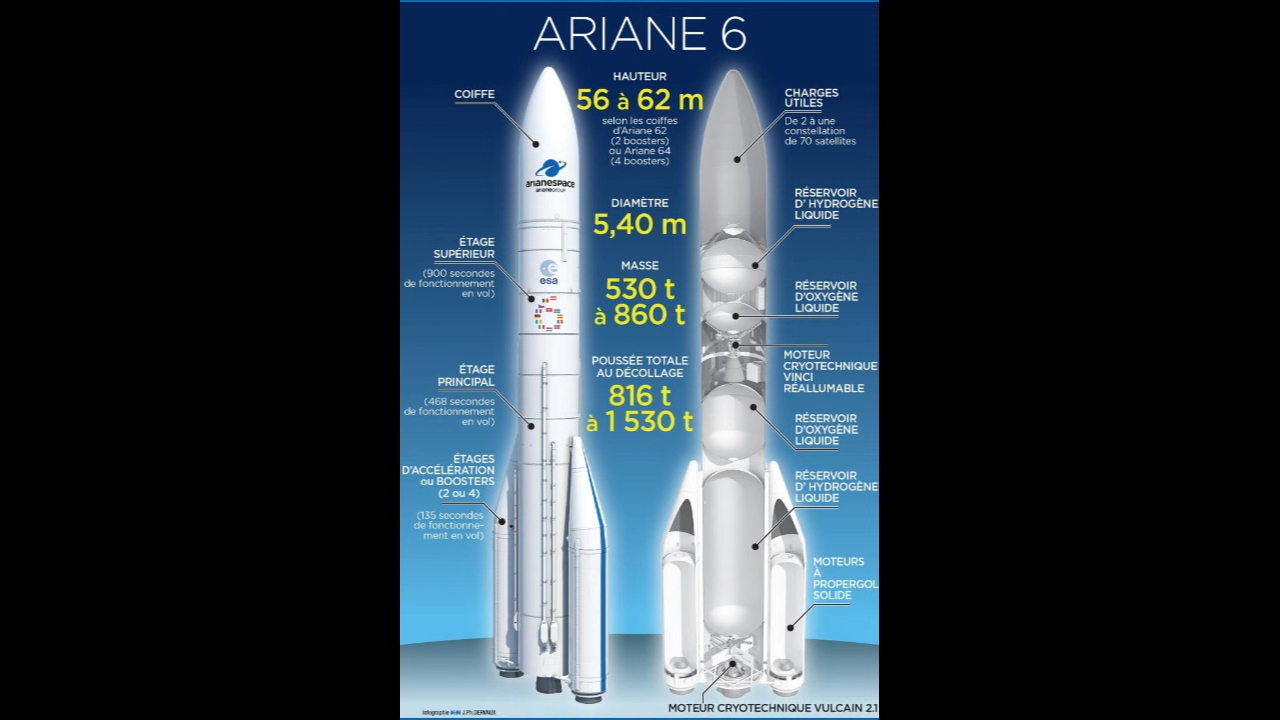 ARIANE 6
COIFFE
HAUTEUR
56 à 62 m
selon les coiffes
d'Ariane 62
(2 boosters)
ou Ariane 64
(4 boosters)
CHARGES
UTILES
De 2 à une
constellation
de 70 satellites
arianespace
arianeGROUP
DIAMÈTRE
5,40 m
RÉSERVOIR
D' HYDROGÈNE
LIQUIDE
ÉTAGE
SUPÉRIEUR
(900 secondes
de fonctionnement
en vol)
esa
MASSE
530 t
à 860 t
RÉSERVOIR
D'OXYGÈNE
LIQUIDE
POUSSÉE TOTALE
AU DÉCOLLAGE
816 t
à 1 530 t
MOTEUR
CRYOTECHNIQUE
VINCI
RÉALLUMABLE
ÉTAGE
PRINCIPAL
(468 secondes
de fonctionnement
en vol)
RÉSERVOIR
D'OXYGÈNE
LIQUIDE
ÉTAGES
D'ACCÉLÉRATION
ou BOOSTERS
(2 ou 4)
(135 secondes
de fonctionne-
ment en vol)
RÉSERVOIR
D' HYDROGÈNE
LIQUIDE
MOTEURS
À
PROPERGOL
SOLIDE
MOTEUR CRYOTECHNIQUE VULCAIN 2.1
Infographie J.Ph.DERVAUX